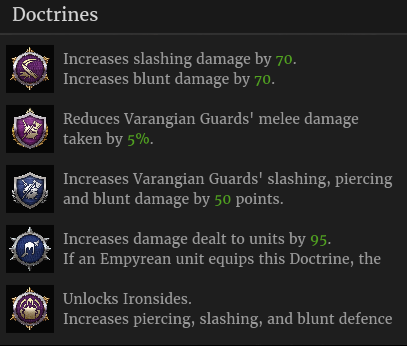 Doctrines
Increases slashing damage by 70.
Increases blunt damage by 70.
Reduces Varangian Guards' melee damage
taken by 5%.
Increases Varangian Guards' slashing, piercing
and blunt damage by 50 points.
Increases damage dealt to units by 95.
If an Empyrean unit equips this Doctrine, the
Unlocks Ironsides.
Increases piercing, slashing, and blunt defence